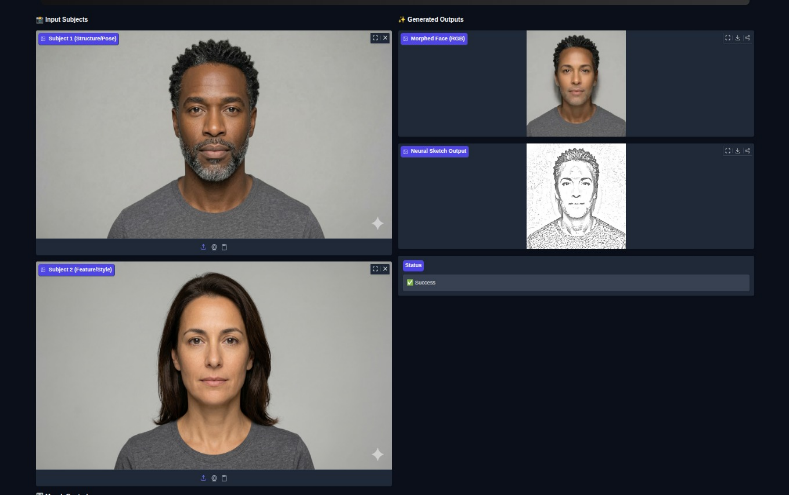 Input Subjects
Subject 1 (Structure/Pose)
Subject 2 (Feature/Style)
Generated Outputs
Morphed Face (RGB)
Neural Sketch Output
Status
Success